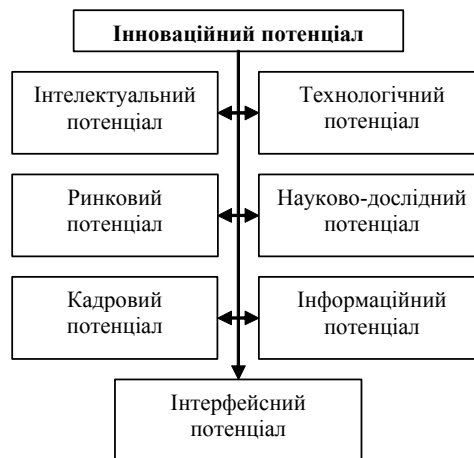 Інноваційний потенціал
Інтелектуальний
потенціал
Технологічний
потенціал
Ринковий
потенціал
Науково-дослідний
потенціал
Кадровий
потенціал
Інформаційний
потенціал
Інтерфейсний
потенціал